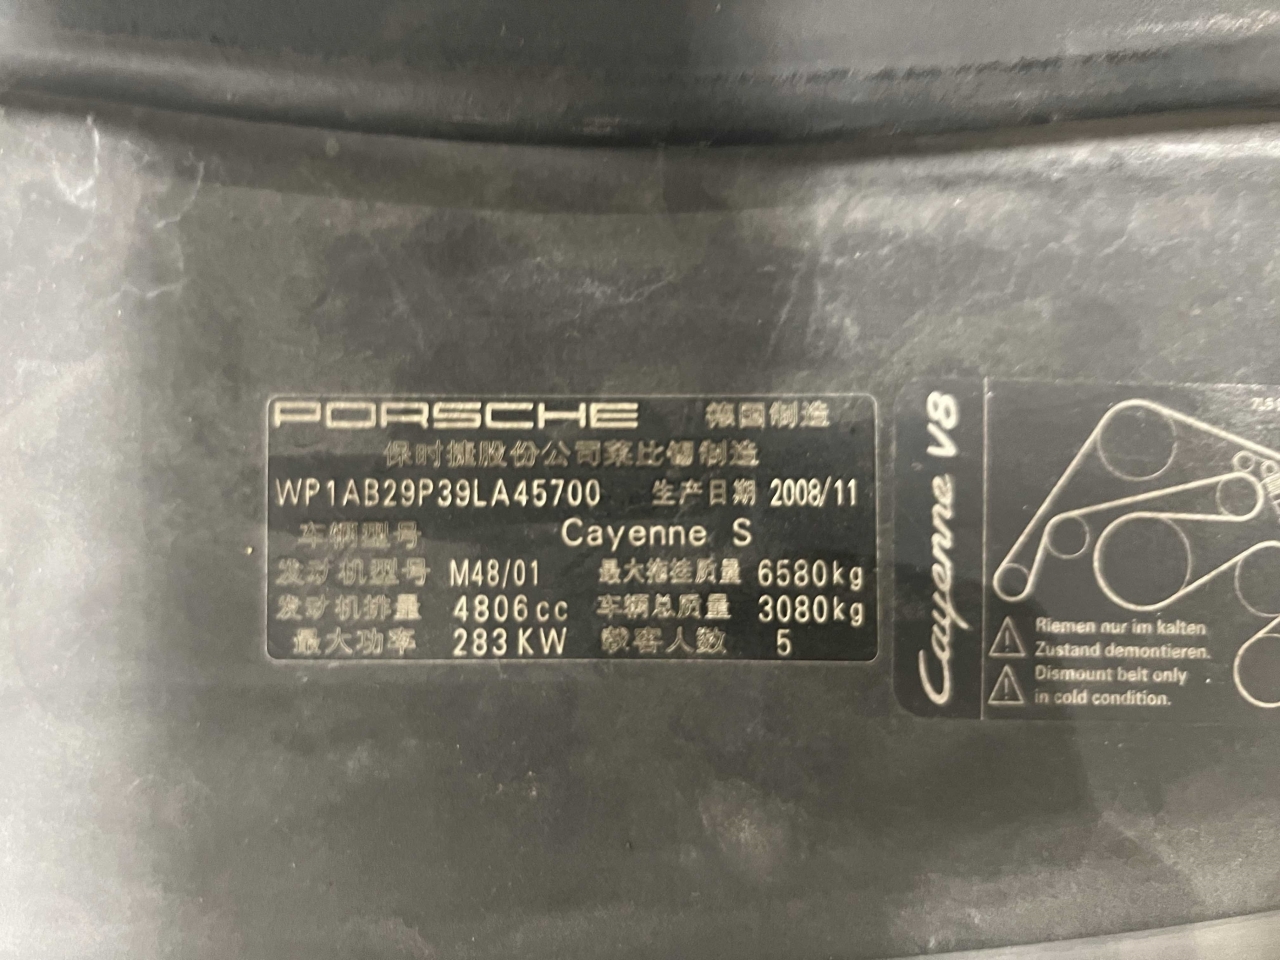 PORSCHE 德国制造
保时捷股份公司莱比锡制造
WP1AB29P39LA45700 生产日期 2008/11
车辆型号 Cayenne S
发动机型号 M48/01 最大拖挂质量 6580kg
发动机排量 4806cc 车辆总质量 3080kg
最大功率 283KW 载客人数 5
Cayenne V8
Riemen nur im kalten
Zustand demontieren.
Dismount belt only
in cold condition.